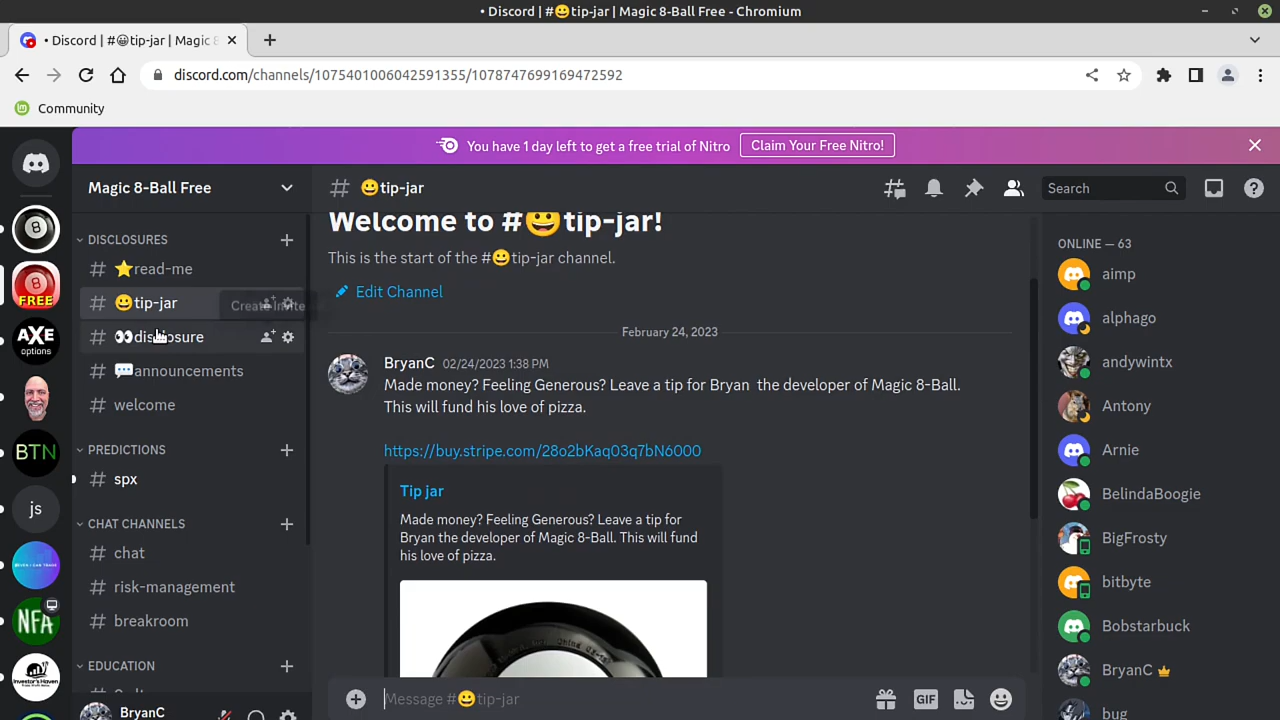 • Discord | #😀tip-jar | Magic 8-Ball Free - Chromium
• Discord | #😀tip-jar | Magic 8
discord.com/channels/1075401006042591355/1078747699169472592
Community
You have 1 day left to get a free trial of Nitro
Claim Your Free Nitro!
Magic 8-Ball Free
😀tip-jar
Search
DISCLOSURES
⭐read-me
😀tip-jar
Create Invite
👀disclosure
💬announcements
welcome
PREDICTIONS
spx
CHAT CHANNELS
chat
risk-management
breakroom
EDUCATION
BryanC
8
8
FREE
AXE
options
BTN
js
NFA
Welcome to #😀tip-jar!
This is the start of the #😀tip-jar channel.
Edit Channel
February 24, 2023
BryanC 02/24/2023 1:38 PM
Made money? Feeling Generous? Leave a tip for Bryan the developer of Magic 8-Ball.
This will fund his love of pizza.
https://buy.stripe.com/28o2bKaq03q7bN6000
Tip jar
Made money? Feeling Generous? Leave a tip for
Bryan the developer of Magic 8-Ball. This will fund
his love of pizza.
Message #😀tip-jar
GIF
ONLINE — 63
aimp
alphago
andywintx
Antony
Arnie
BelindaBoogie
BigFrosty
bitbyte
Bobstarbuck
BryanC
bug